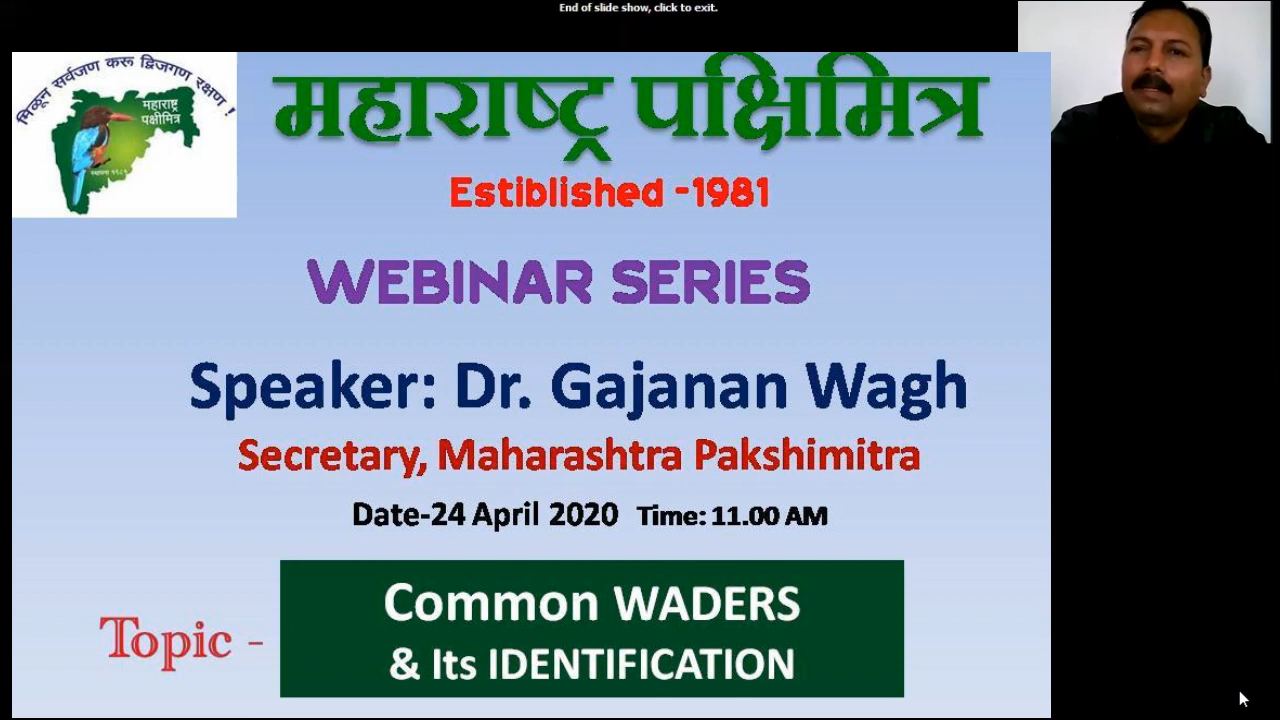 End of slide show, click to exit.
मिळून सर्वजण करू द्विजगण रक्षण !
महाराष्ट्र
पक्षीमित्र
स्थापना १९८१
महाराष्ट्र पक्षिमित्र
Estiblished -1981
WEBINAR SERIES
Speaker: Dr. Gajanan Wagh
Secretary, Maharashtra Pakshimitra
Date-24 April 2020 Time: 11.00 AM
Topic -
Common WADERS
& Its IDENTIFICATION